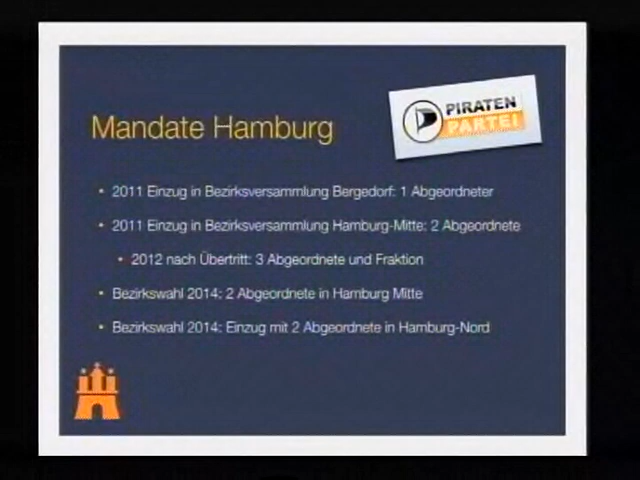 PIRATEN
PARTEI
Mandate Hamburg
• 2011 Einzug in Bezirksversammlung Bergedorf: 1 Abgeordneter
• 2011 Einzug in Bezirksversammlung Hamburg-Mitte: 2 Abgeordnete
• 2012 nach Übertritt: 3 Abgeordnete und Fraktion
• Bezirkswahl 2014: 2 Abgeordnete in Hamburg Mitte
• Bezirkswahl 2014: Einzug mit 2 Abgeordnete in Hamburg-Nord